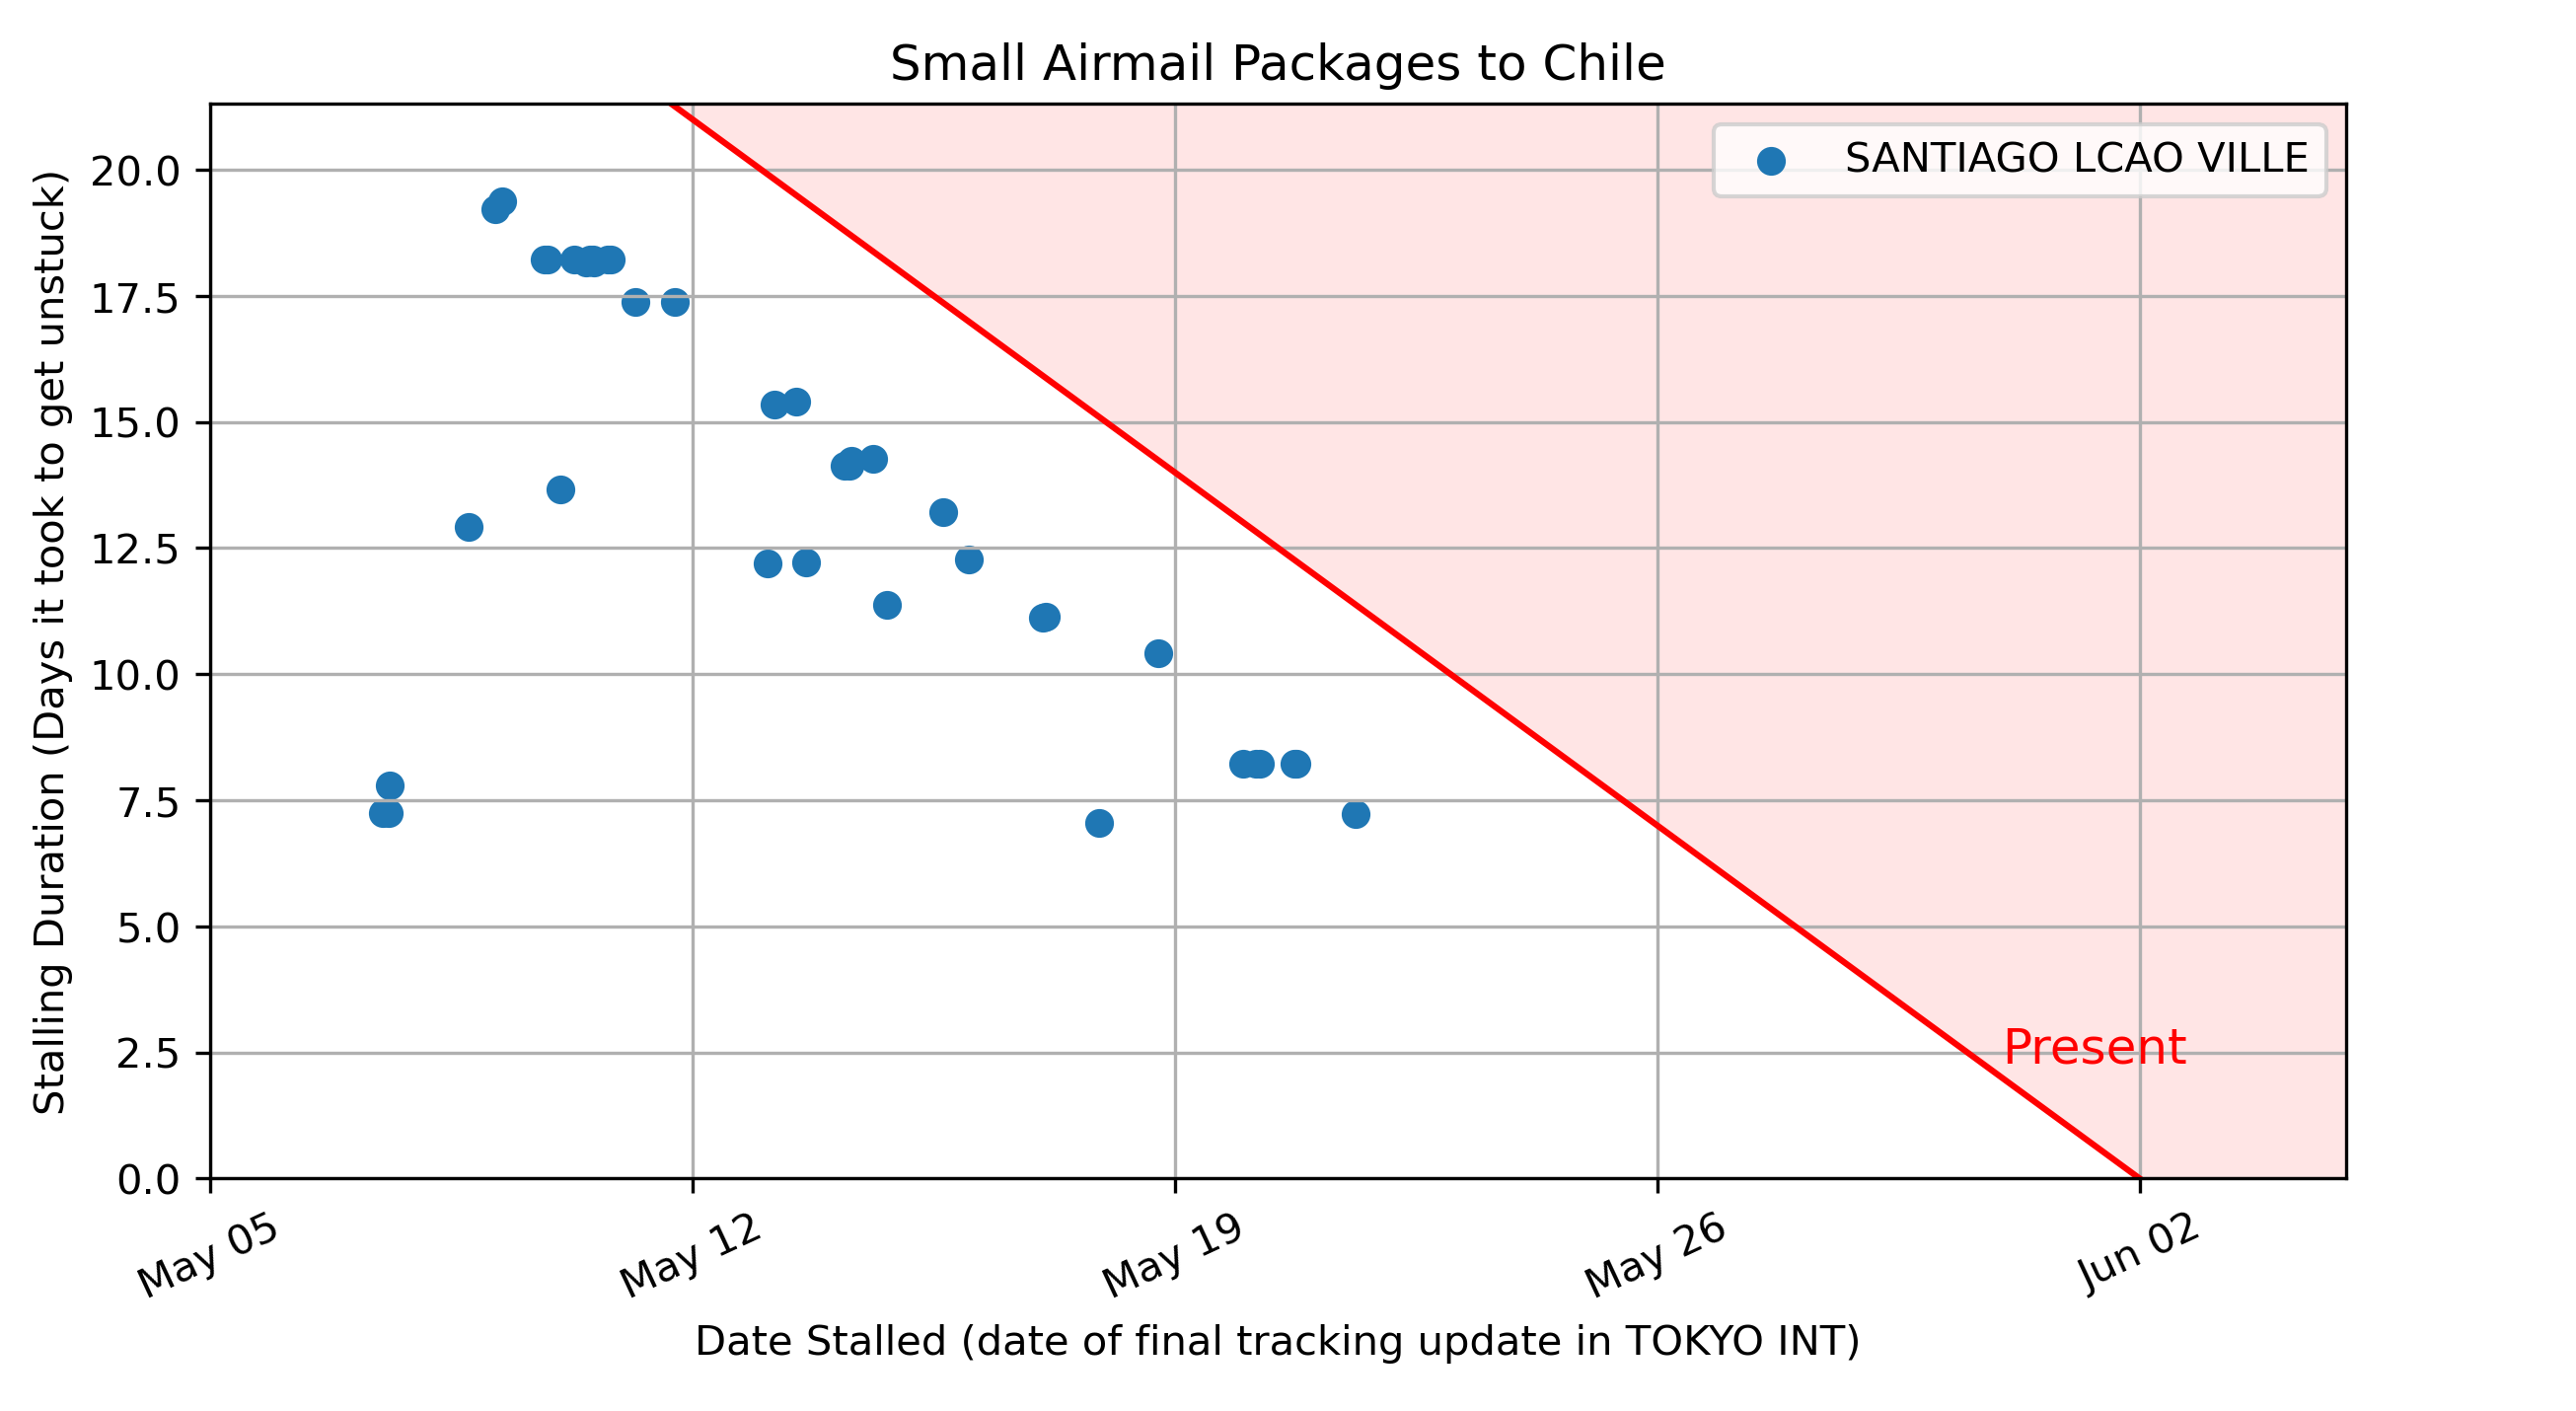 Small Airmail Packages to Chile
SANTIAGO LCAO VILLE
Stalling Duration (Days it took to get unstuck)
20.0
17.5
15.0
12.5
10.0
7.5
5.0
2.5
0.0
Present
May 05
May 12
May 19
May 26
Jun 02
Date Stalled (date of final tracking update in TOKYO INT)